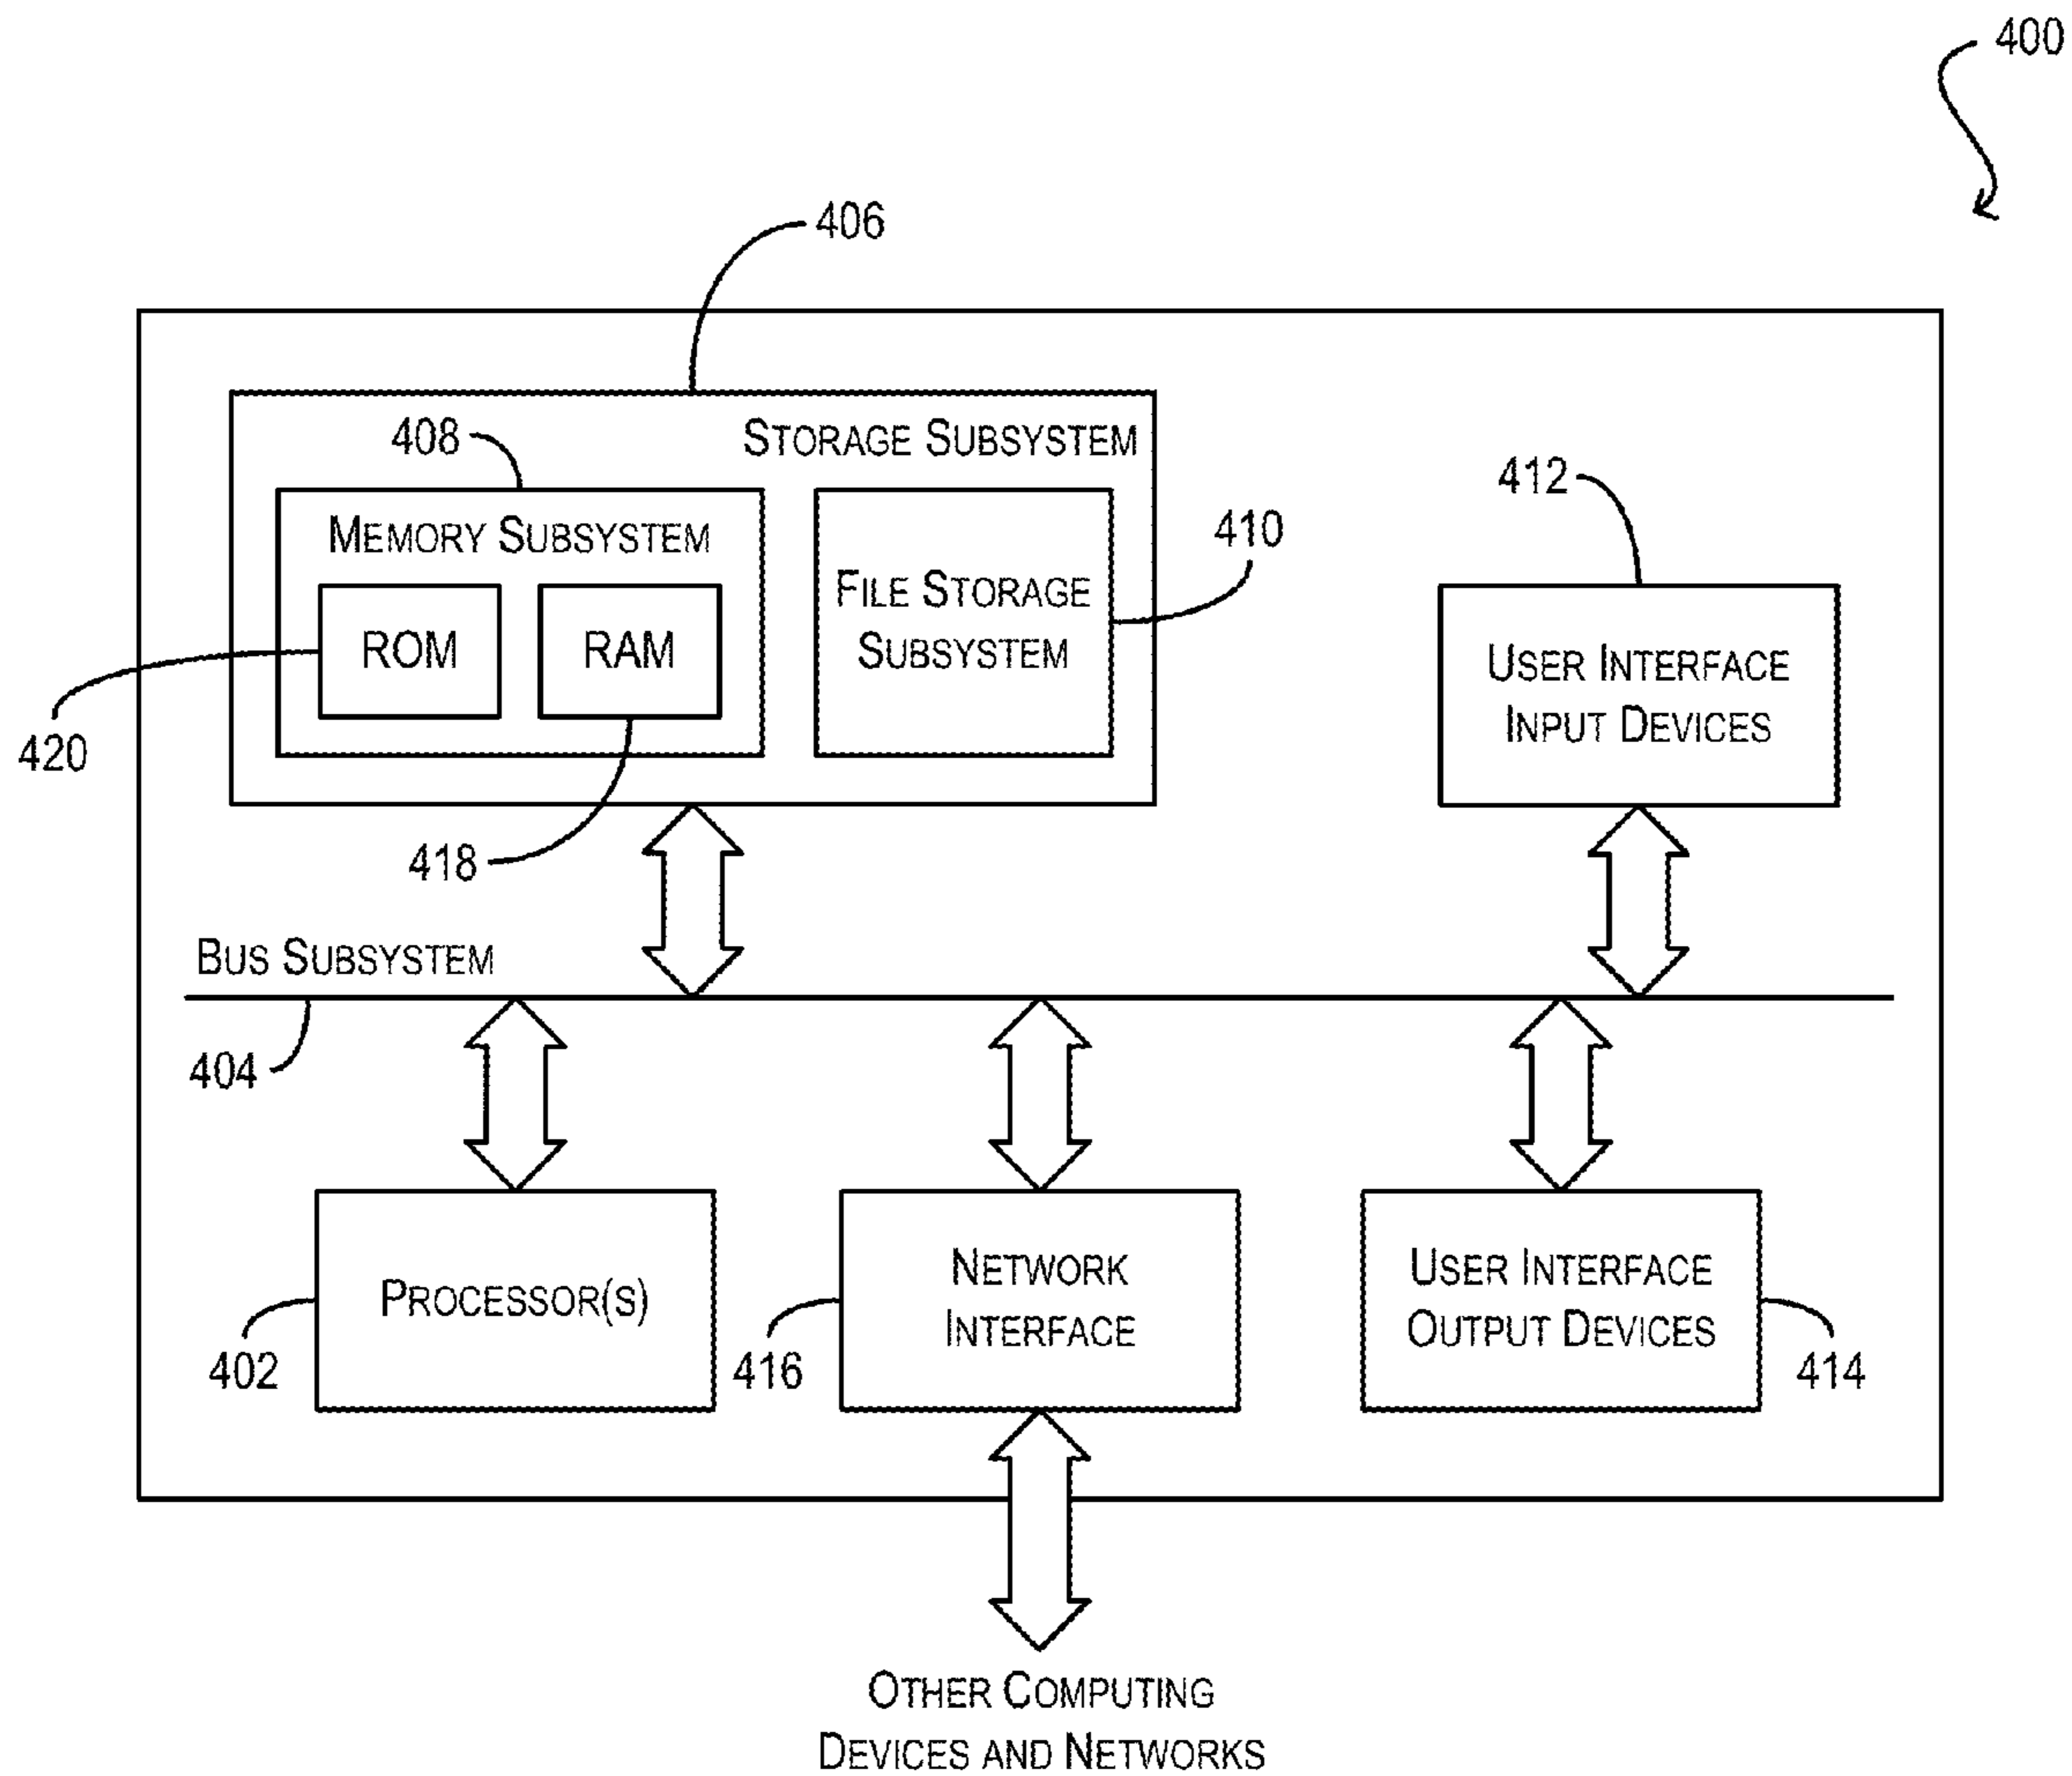 400
406
STORAGE SUBSYSTEM
408
MEMORY SUBSYSTEM
412
410
FILE STORAGE
SUBSYSTEM
ROM
RAM
USER INTERFACE
INPUT DEVICES
420
418
BUS SUBSYSTEM
404
PROCESSOR(S)
NETWORK
INTERFACE
USER INTERFACE
OUTPUT DEVICES
402
416
414
OTHER COMPUTING
DEVICES AND NETWORKS